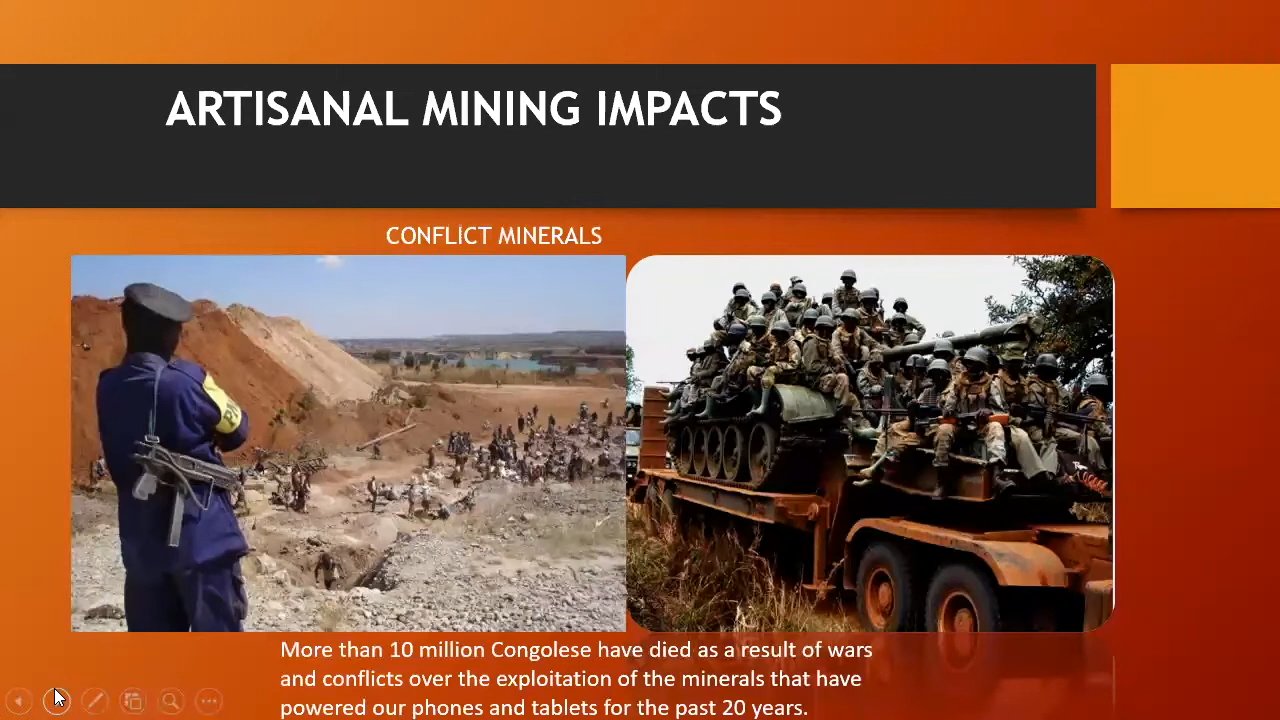 ARTISANAL MINING IMPACTS
CONFLICT MINERALS
More than 10 million Congolese have died as a result of wars
and conflicts over the exploitation of the minerals that have
powered our phones and tablets for the past 20 years.